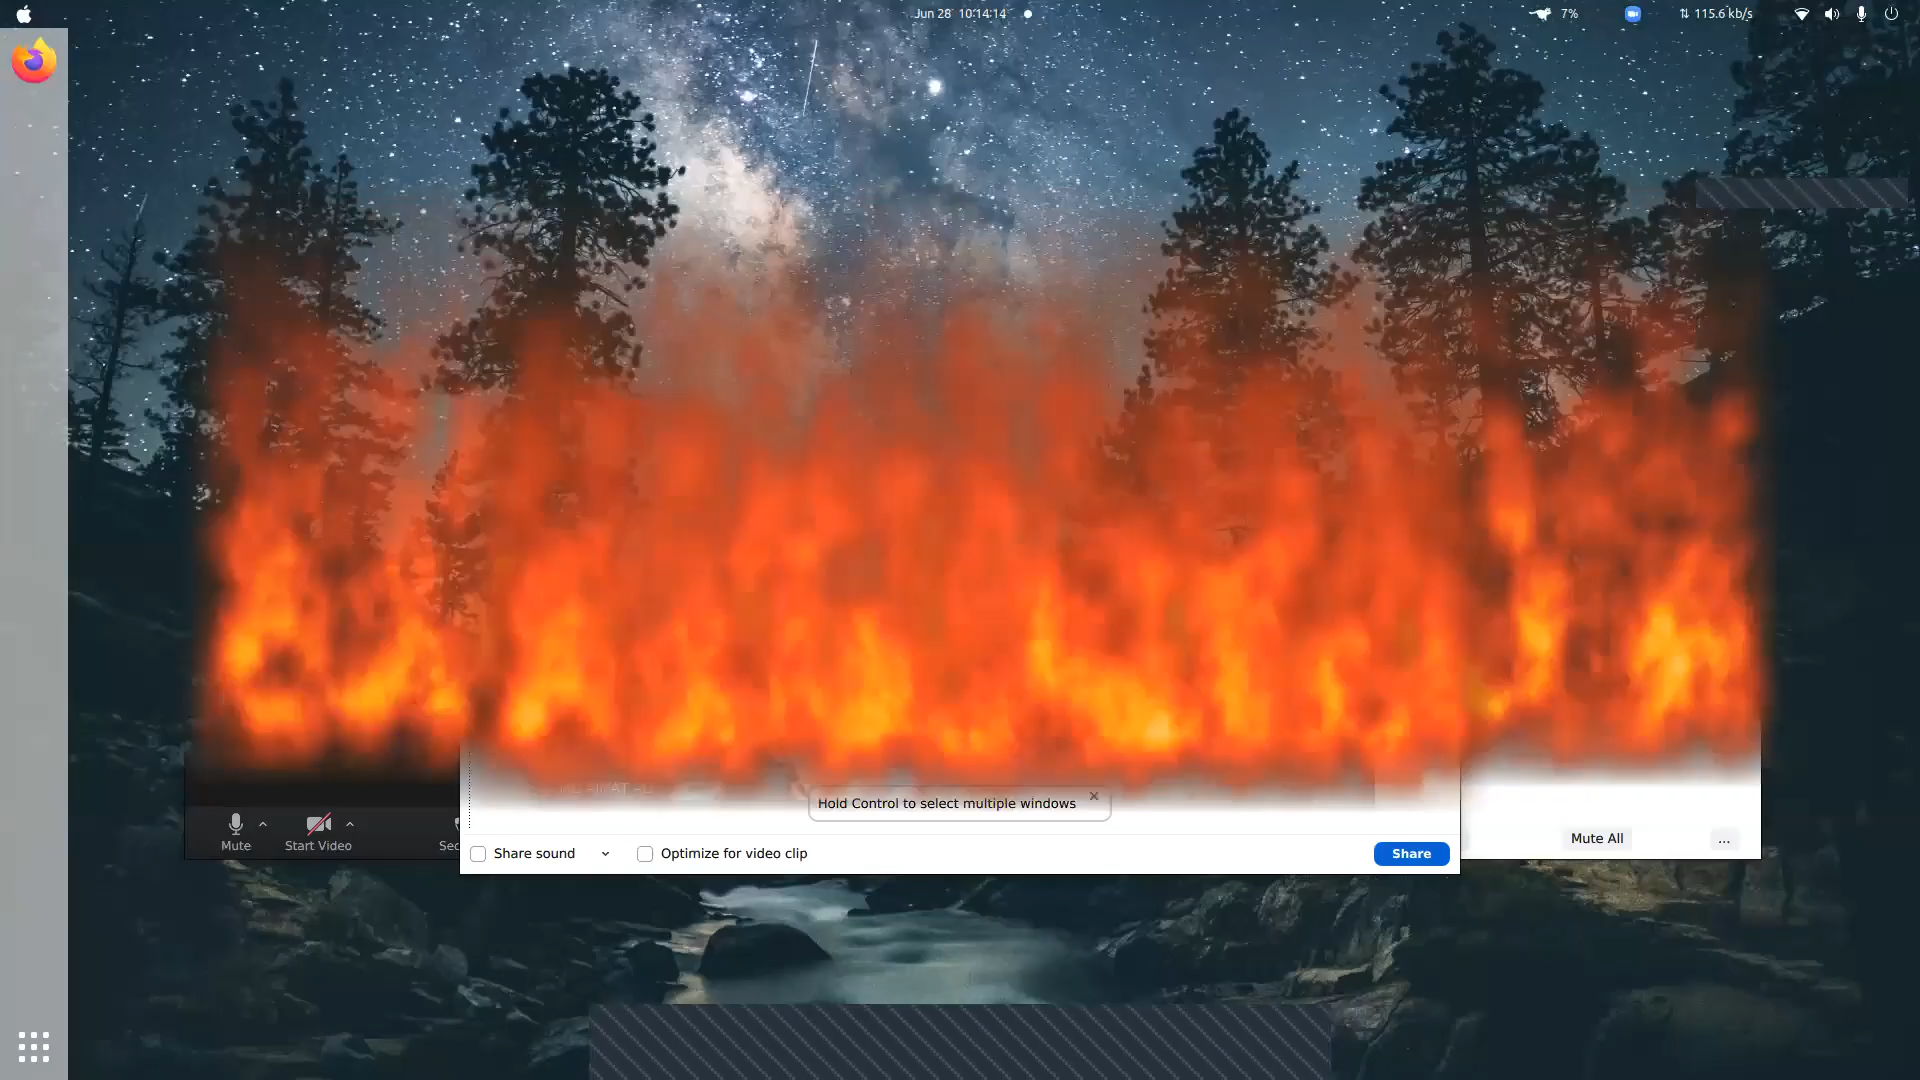 Jun 28 10:14:14
7%
115.6 kb/s
Hold Control to select multiple windows
Mute
Start Video
Sec
Share sound
Optimize for video clip
Share
Mute All
...